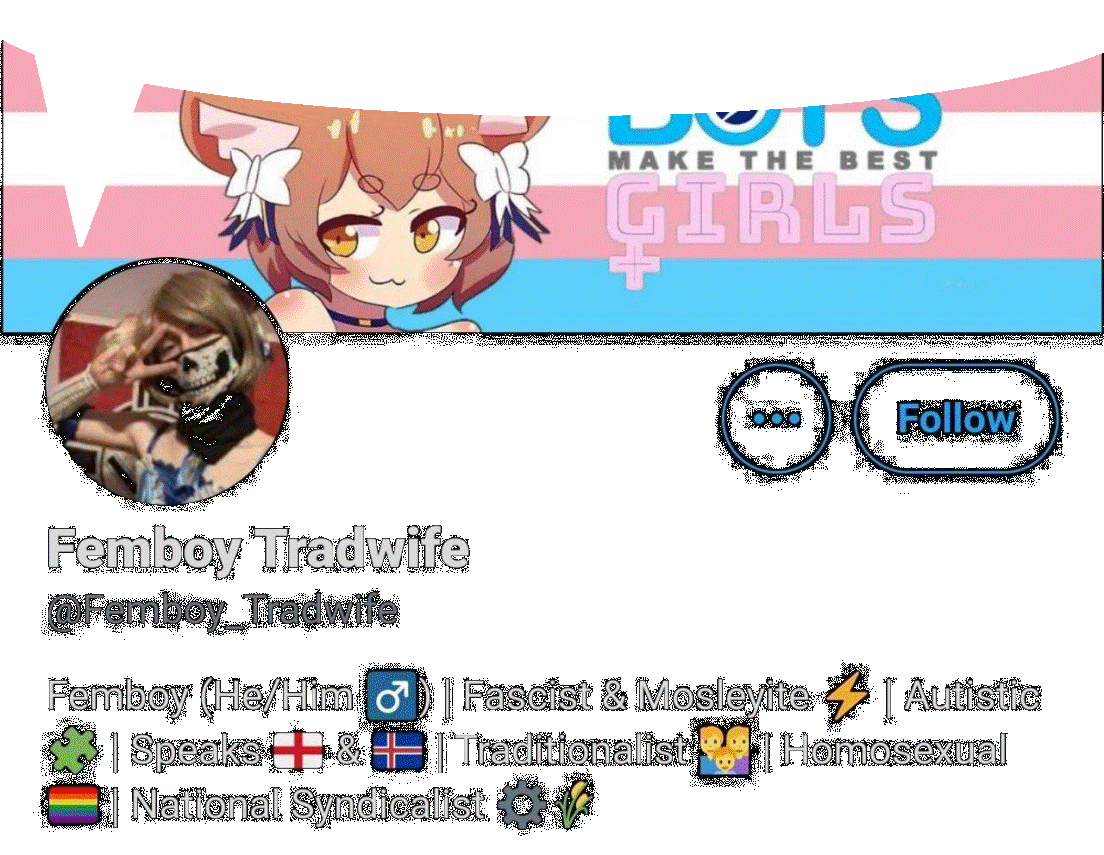 BOYS
MAKE THE BEST
GIRLS
Follow
Femboy Tradwife
@Femboy_Tradwife
Femboy (He/Him ♂️) | Fascist & Mosleyite ⚡ | Autistic
🧩 | Speaks 🏴󠁧󠁢󠁥󠁮󠁧󠁿 & 🇮🇸 | Traditionalist 👨‍👨‍👦 | Homosexual
🏳️‍🌈 | National Syndicalist ⚙️🌾